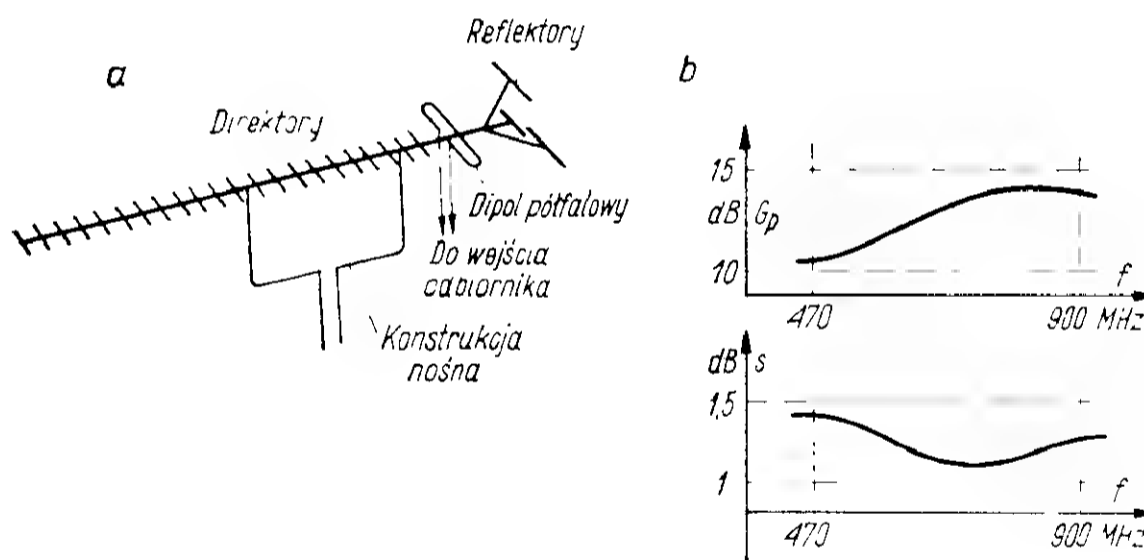 a
Reflektory
Direktory
Dipol półfalowy
Do wejścia
odbiornika
Konstrukcja
nośna
b
15
dB Gp
10
f
470
900 MHz
dB s
1,5
1
f
470
900 MHz